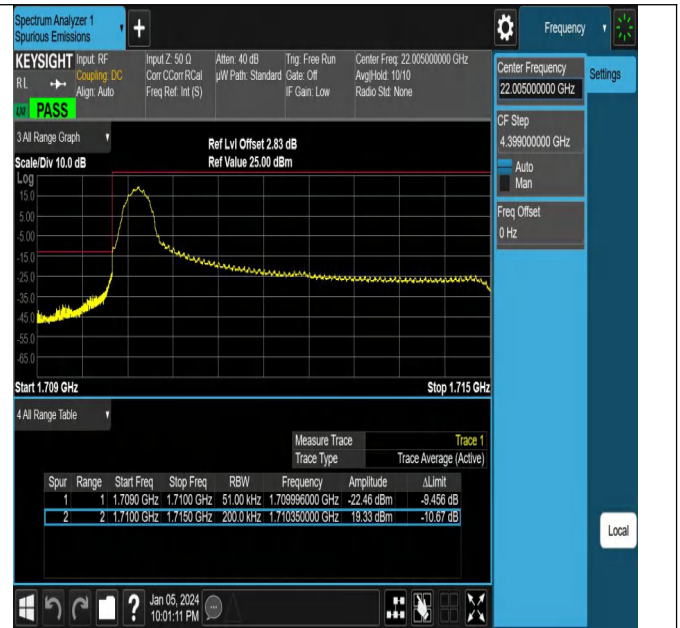 Spectrum Analyzer 1
Spurious Emissions
+
Frequency
KEYSIGHT
Input: RF
Coupling: DC
Align: Auto
Input Z: 50 Ω
Corr CCorr RCal
Freq Ref: Int (S)
Atten: 40 dB
µW Path: Standard
Trig: Free Run
Gate: Off
IF Gain: Low
Center Freq: 22.005000000 GHz
Avg|Hold: 10/10
Radio Std: None
RL
PASS
Center Frequency
22.005000000 GHz
Settings
CF Step
4.399000000 GHz
Auto
Man
Freq Offset
0 Hz
3 All Range Graph
Scale/Div 10.0 dB
Ref Lvl Offset 2.83 dB
Ref Value 25.00 dBm
Log
15.0
5.00
-5.00
-15.0
-25.0
-35.0
-45.0
-55.0
-65.0
Start 1.709 GHz
Stop 1.715 GHz
4 All Range Table
Measure Trace Trace 1
Trace Type Trace Average (Active)
Spur Range Start Freq Stop Freq RBW Frequency Amplitude ΔLimit
1 1 1.7090 GHz 1.7100 GHz 51.00 kHz 1.709996000 GHz -22.46 dBm -9.456 dB
2 2 1.7100 GHz 1.7150 GHz 200.0 kHz 1.710350000 GHz 19.33 dBm -10.67 dB
Local
?
Jan 05, 2024
10:01:11 PM